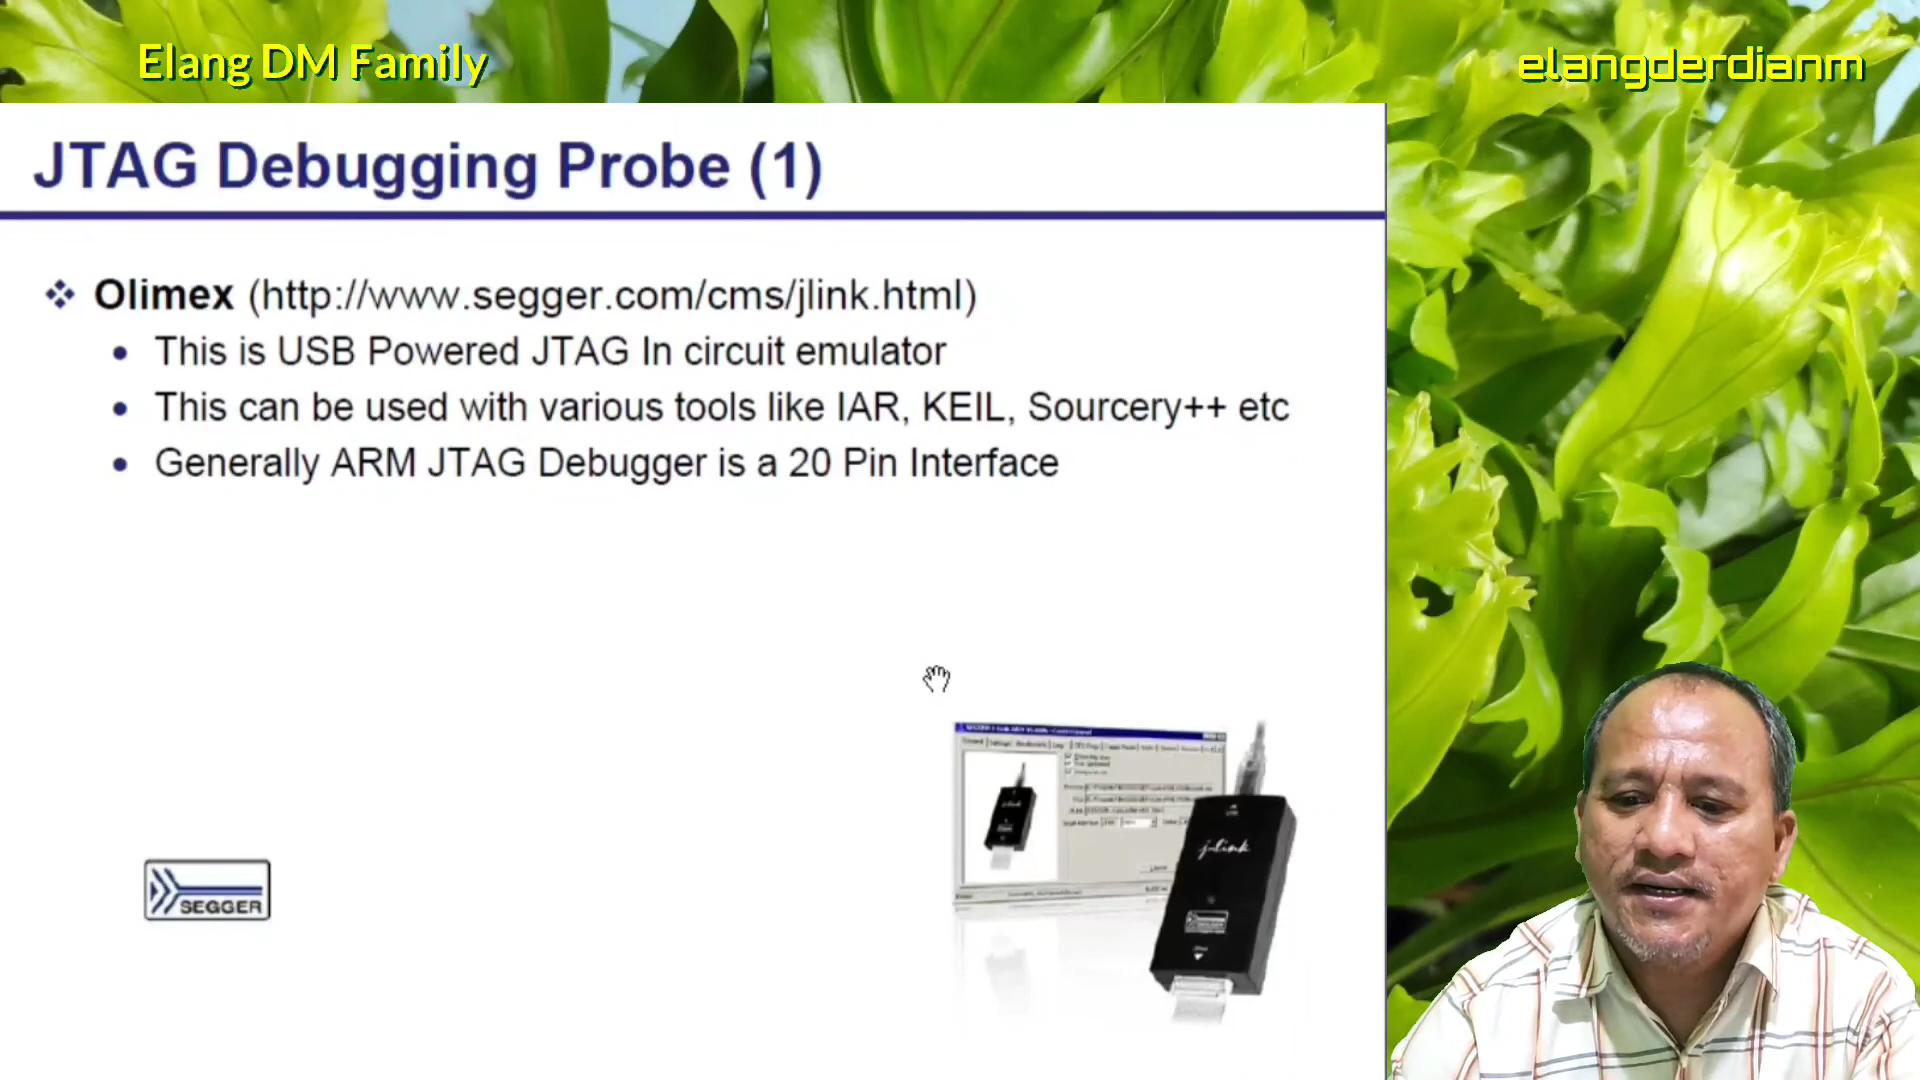 Elang DM Family
elangderdianm
JTAG Debugging Probe (1)
Olimex (http://www.segger.com/cms/jlink.html)
This is USB Powered JTAG In circuit emulator
This can be used with various tools like IAR, KEIL, Sourcery++ etc
Generally ARM JTAG Debugger is a 20 Pin Interface
j-link
SEGGER